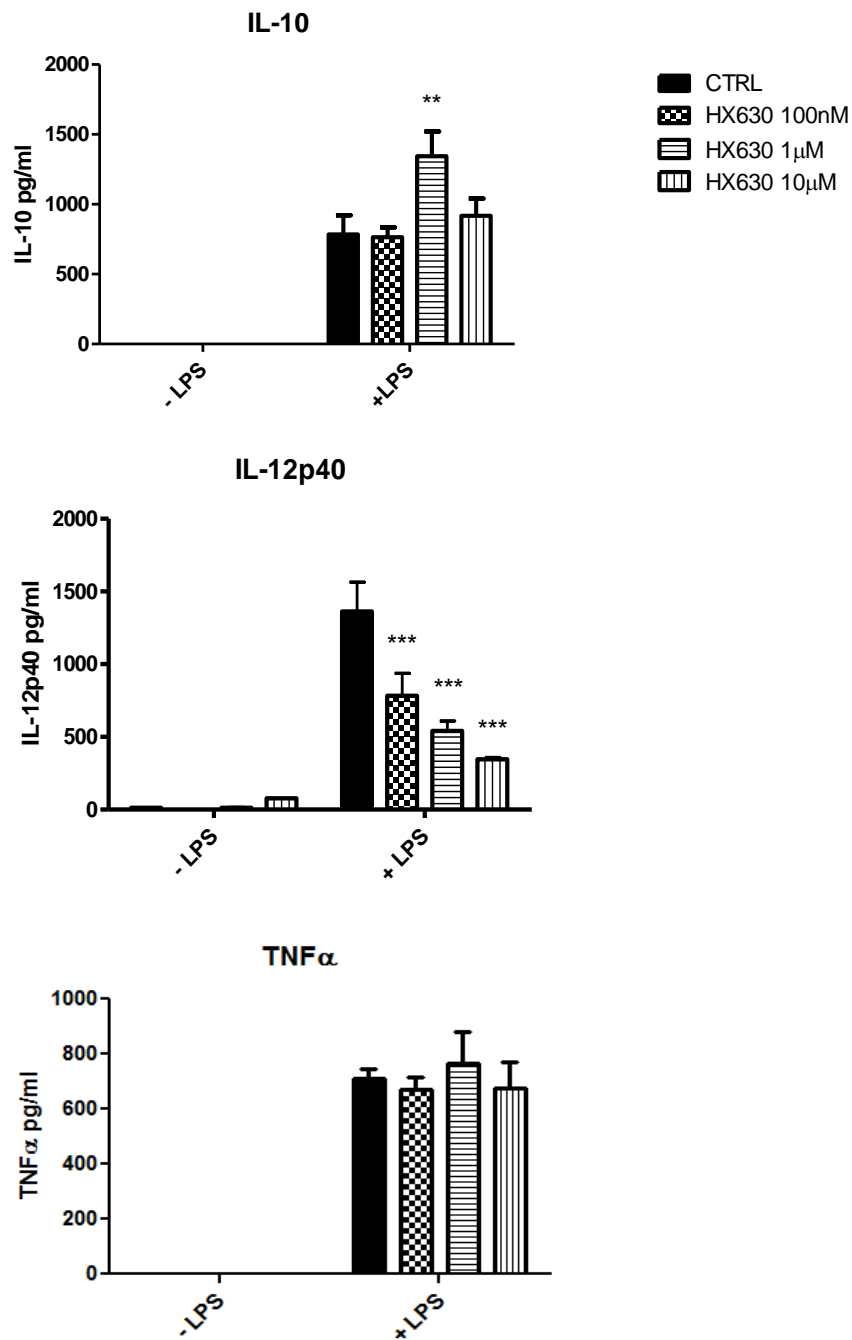 IL-10
2000
1500
1000
500
0
IL-10 pg/ml
**
- LPS
+LPS
CTRL
HX630 100nM
HX630 1µM
HX630 10µM
IL-12p40
2000
1500
1000
500
0
IL-12p40 pg/ml
***
***
***
- LPS
+ LPS
TNFα
1000
800
600
400
200
0
TNFα pg/ml
- LPS
+ LPS